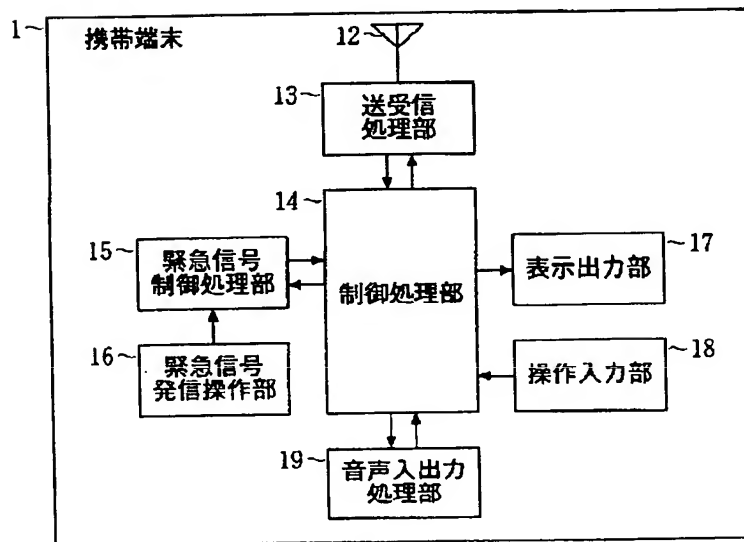 1
携帯端末
12
13
送受信
処理部
14
15
緊急信号
制御処理部
制御処理部
17
表示出力部
16
緊急信号
発信操作部
18
操作入力部
19
音声入出力
処理部